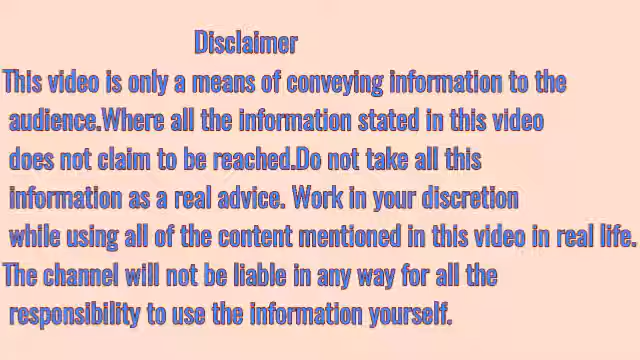 Disclaimer
This video is only a means of conveying information to the
audience.Where all the information stated in this video
does not claim to be reached.Do not take all this
information as a real advice. Work in your discretion
while using all of the content mentioned in this video in real life.
The channel will not be liable in any way for all the
responsibility to use the information yourself.